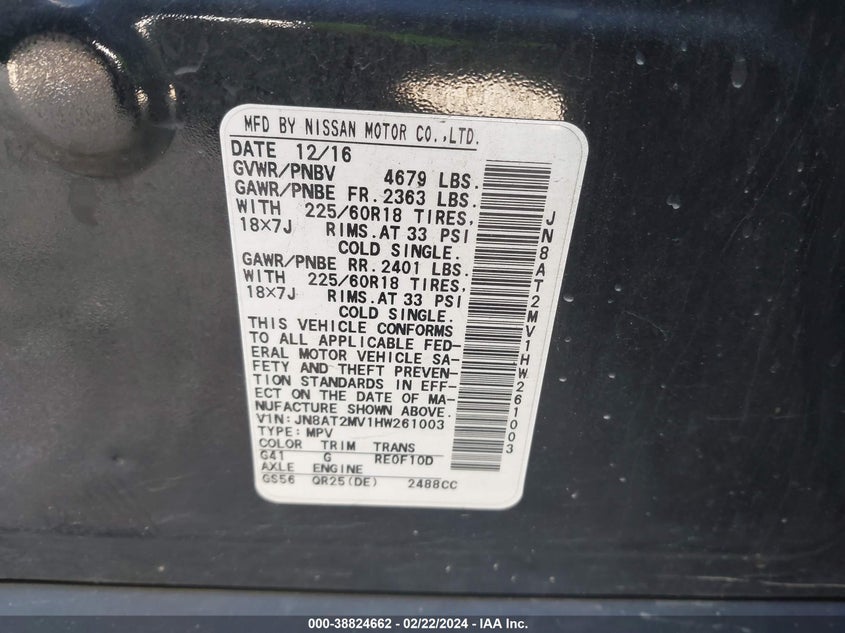 MFD BY NISSAN MOTOR CO.,LTD.
DATE 12/16
GVWR/PNBV 4679 LBS.
GAWR/PNBE FR.2363 LBS.
WITH 225/60R18 TIRES,
18×7J RIMS.AT 33 PSI
COLD SINGLE.
GAWR/PNBE RR.2401 LBS.
WITH 225/60R18 TIRES,
18×7J RIMS.AT 33 PSI
COLD SINGLE.
THIS VEHICLE CONFORMS
TO ALL APPLICABLE FED-
ERAL MOTOR VEHICLE SA-
FETY AND THEFT PREVEN-
TION STANDARDS IN EFF-
ECT ON THE DATE OF MA-
NUFACTURE SHOWN ABOVE.
VIN:JN8AT2MV1HW261003
TYPE:MPV
COLOR TRIM TRANS
G41 G RE0F10D
AXLE ENGINE
GS56 QR25(DE) 2488CC
JN8AT2MV1HW261003
000-38824662 - 02/22/2024 - IAA Inc.